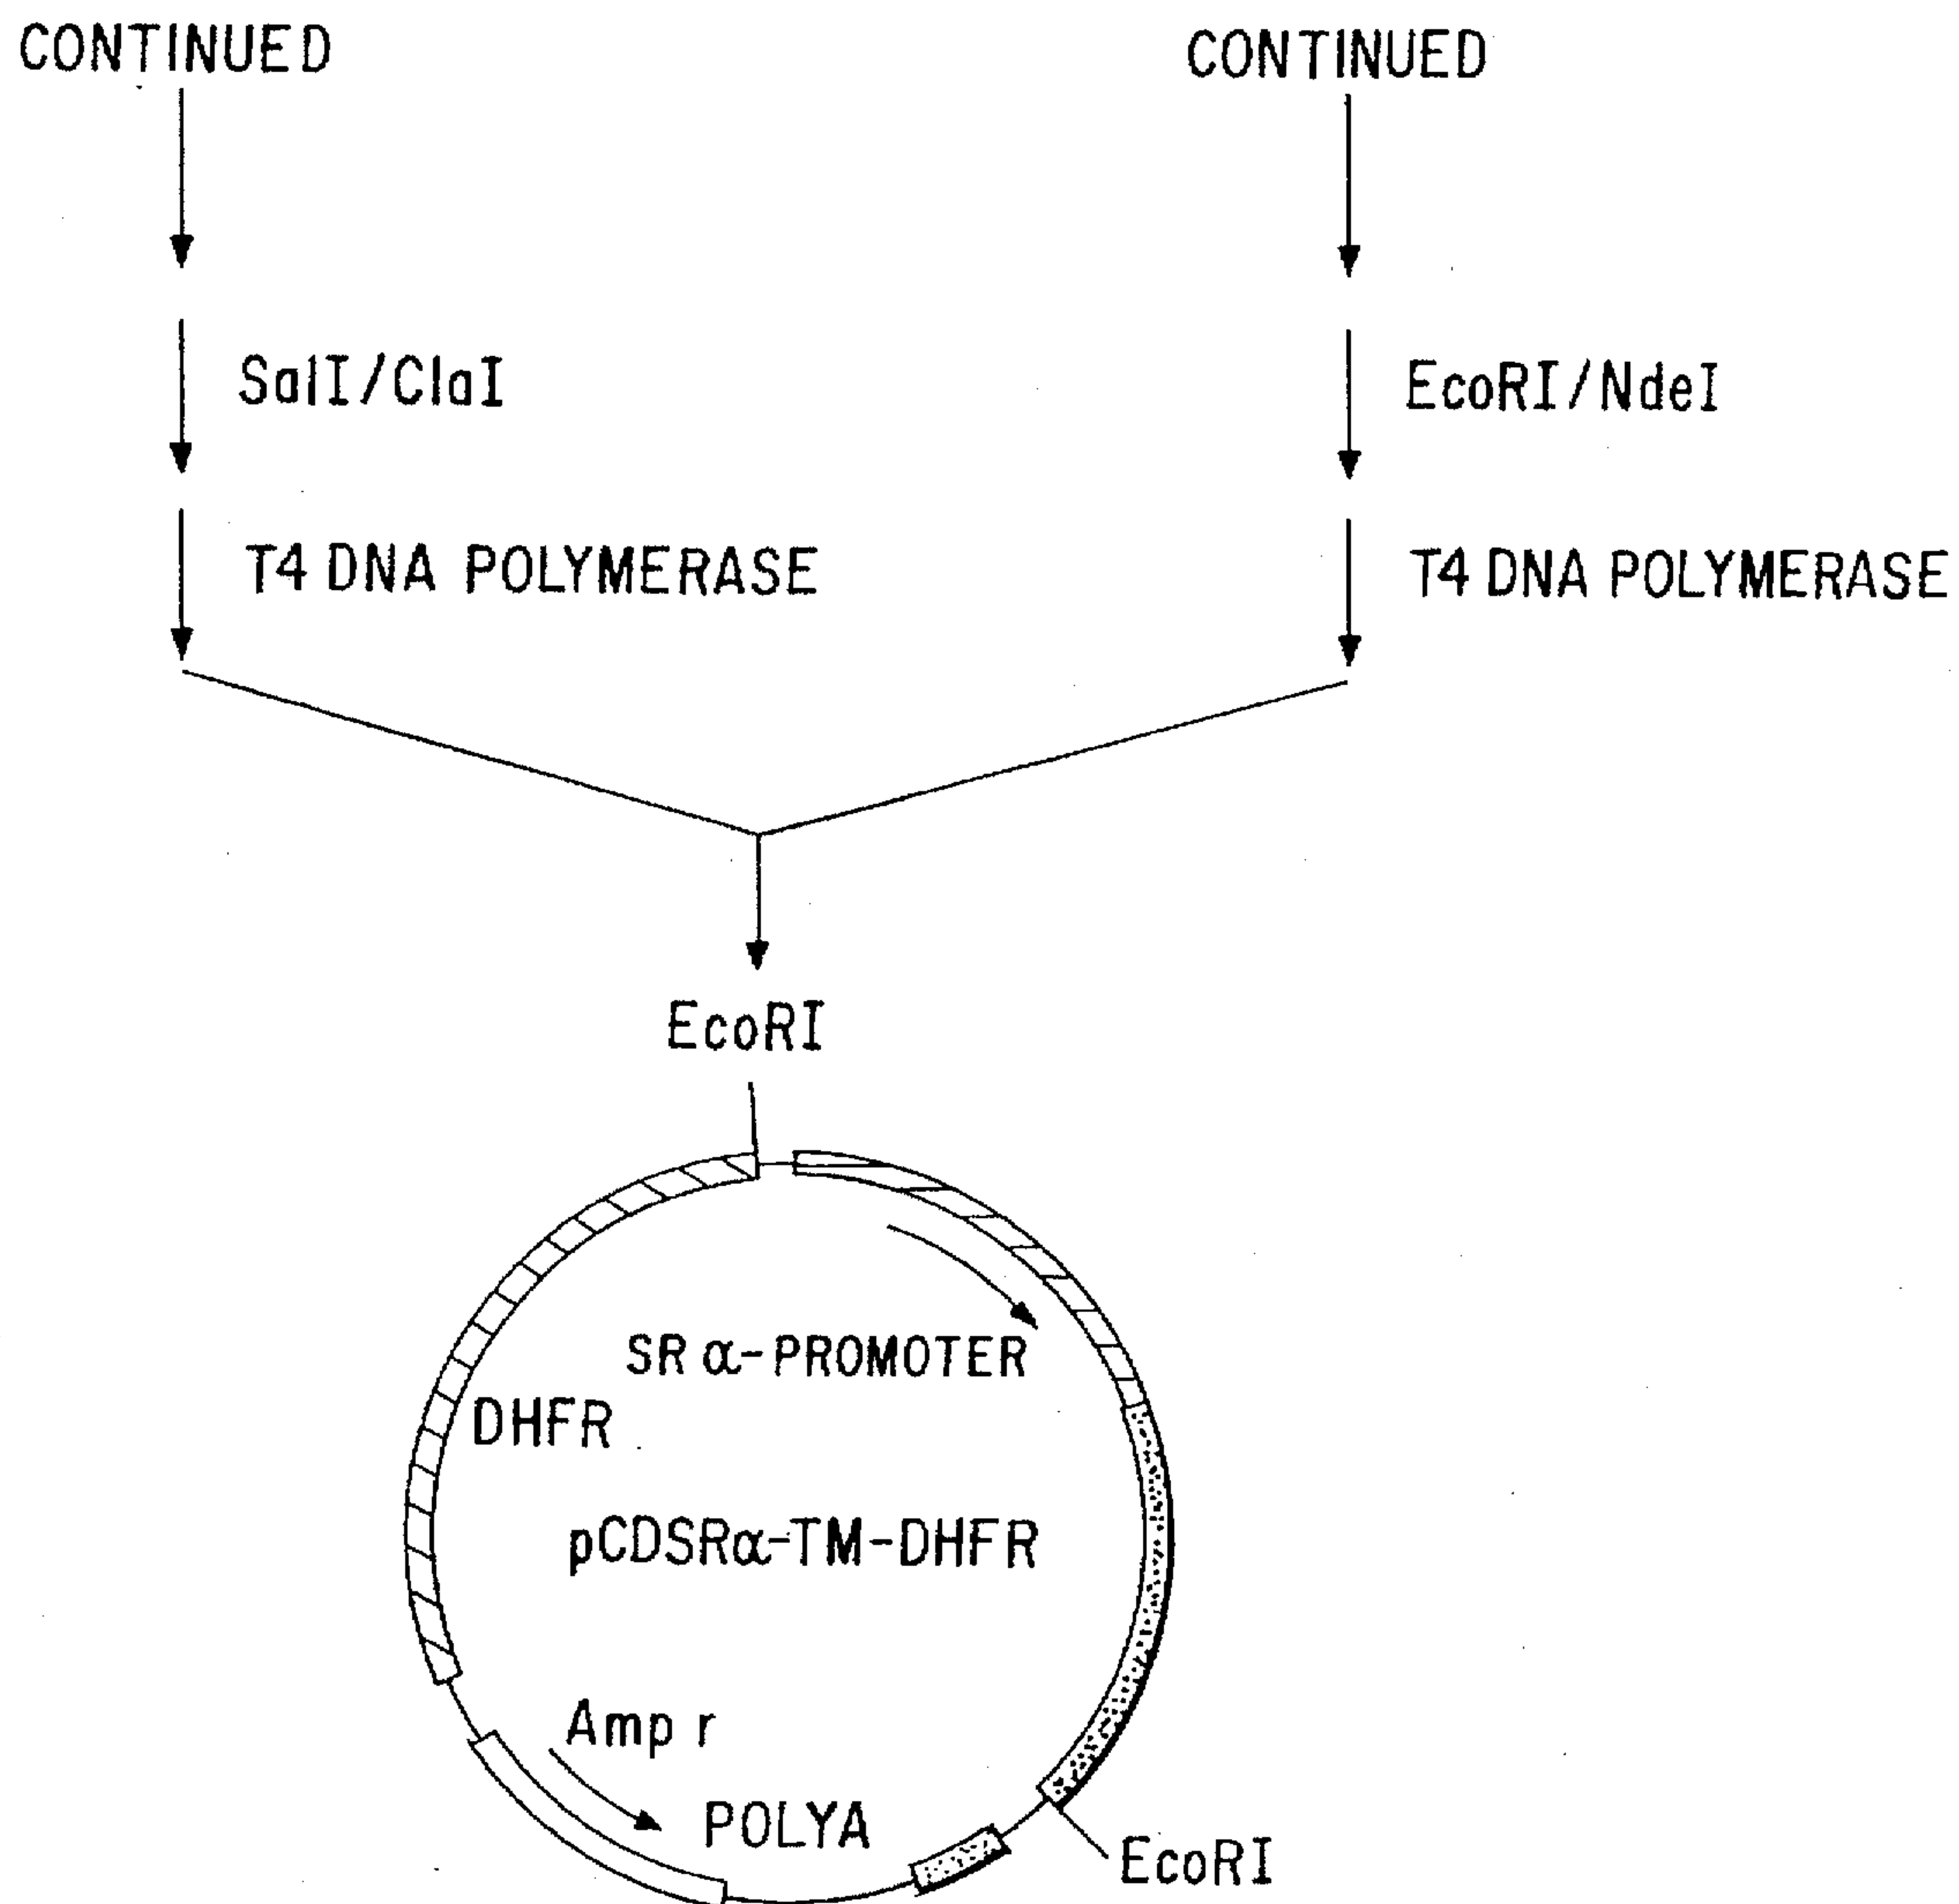 CONTINUED
CONTINUED
SalI/ClaI
EcoRI/NdeI
T4 DNA POLYMERASE
T4 DNA POLYMERASE
EcoRI
SR α-PROMOTER
DHFR
pCDSRα-TM-DHFR
Amp r
POLYA
EcoRI